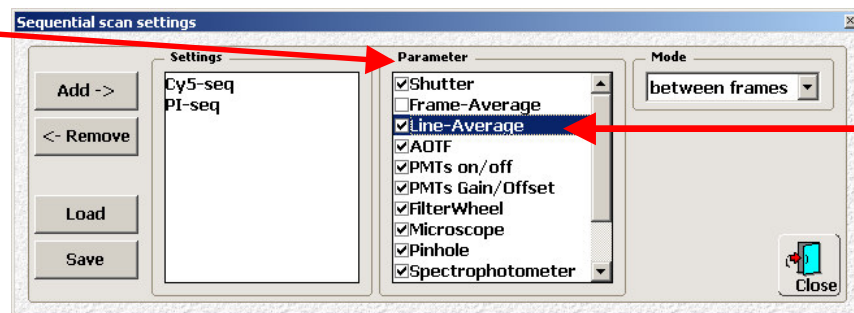 Sequential scan settings
Settings
Parameter
Mode
Add ->
<- Remove
Load
Save
Cy5-seq
PI-seq
Shutter
Frame-Average
Line-Average
AOTF
PMTs on/off
PMTs Gain/Offset
FilterWheel
Microscope
Pinhole
Spectrophotometer
between frames
Close